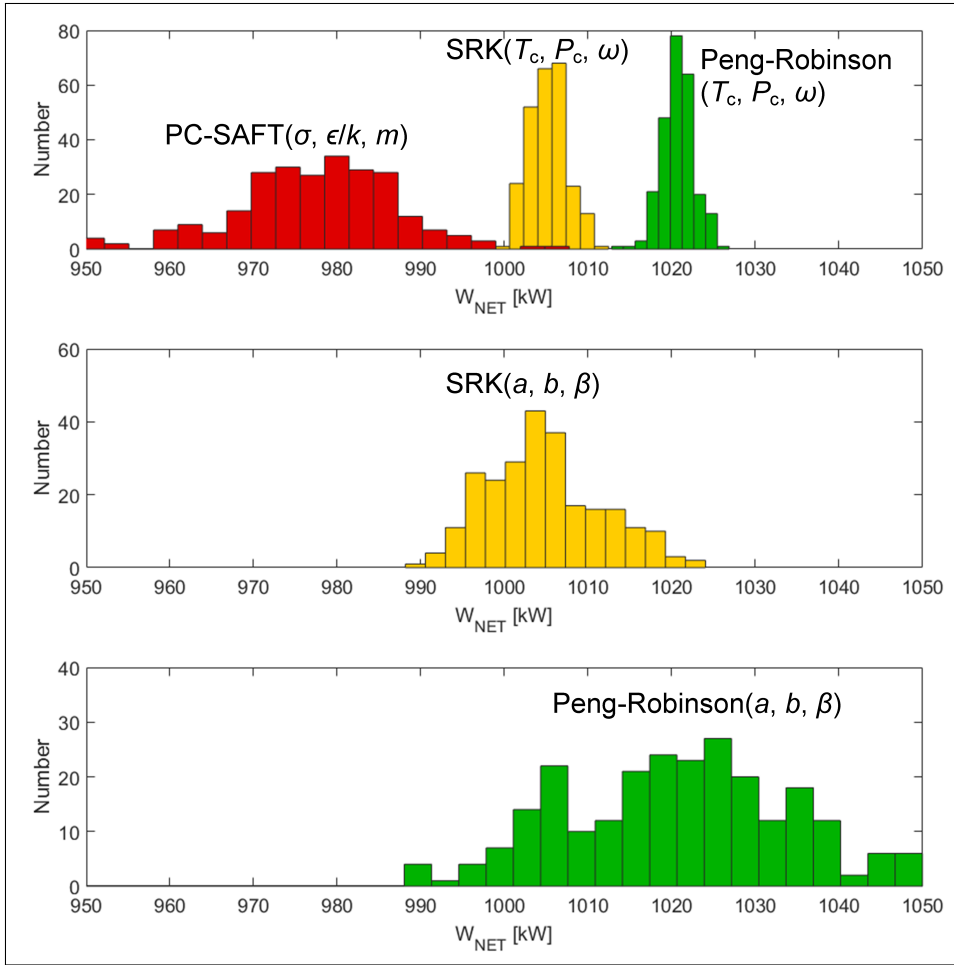 80
SRK(Tc, Pc, ω)
Peng-Robinson
(Tc, Pc, ω)
60
PC-SAFT(σ, ϵ/k, m)
Number
40
20
0
950 960 970 980 990 1000 1010 1020 1030 1040 1050
WNET [kW]
60
SRK(a, b, β)
Number
40
20
0
950 960 970 980 990 1000 1010 1020 1030 1040 1050
WNET [kW]
40
Peng-Robinson(a, b, β)
30
Number
20
10
0
950 960 970 980 990 1000 1010 1020 1030 1040 1050
WNET [kW]